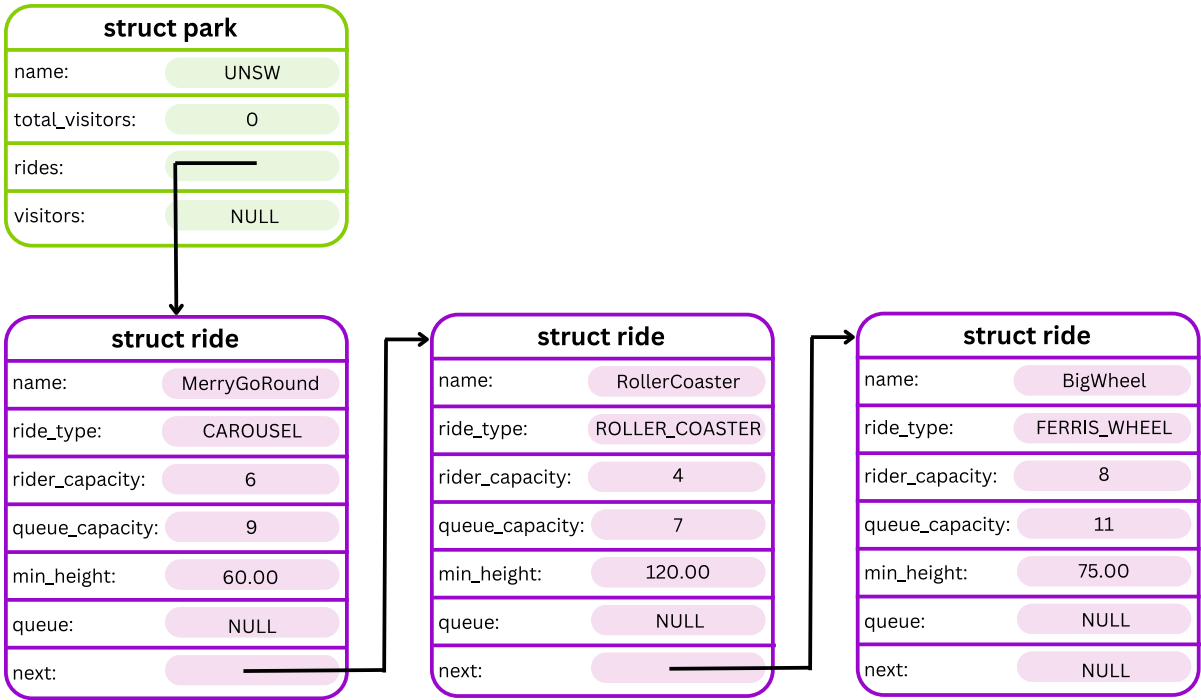 struct park
name: UNSW
total_visitors: 0
rides:
visitors: NULL
struct ride
name: MerryGoRound
ride_type: CAROUSEL
rider_capacity: 6
queue_capacity: 9
min_height: 60.00
queue: NULL
next:
struct ride
name: RollerCoaster
ride_type: ROLLER_COASTER
rider_capacity: 4
queue_capacity: 7
min_height: 120.00
queue: NULL
next:
struct ride
name: BigWheel
ride_type: FERRIS_WHEEL
rider_capacity: 8
queue_capacity: 11
min_height: 75.00
queue: NULL
next: NULL